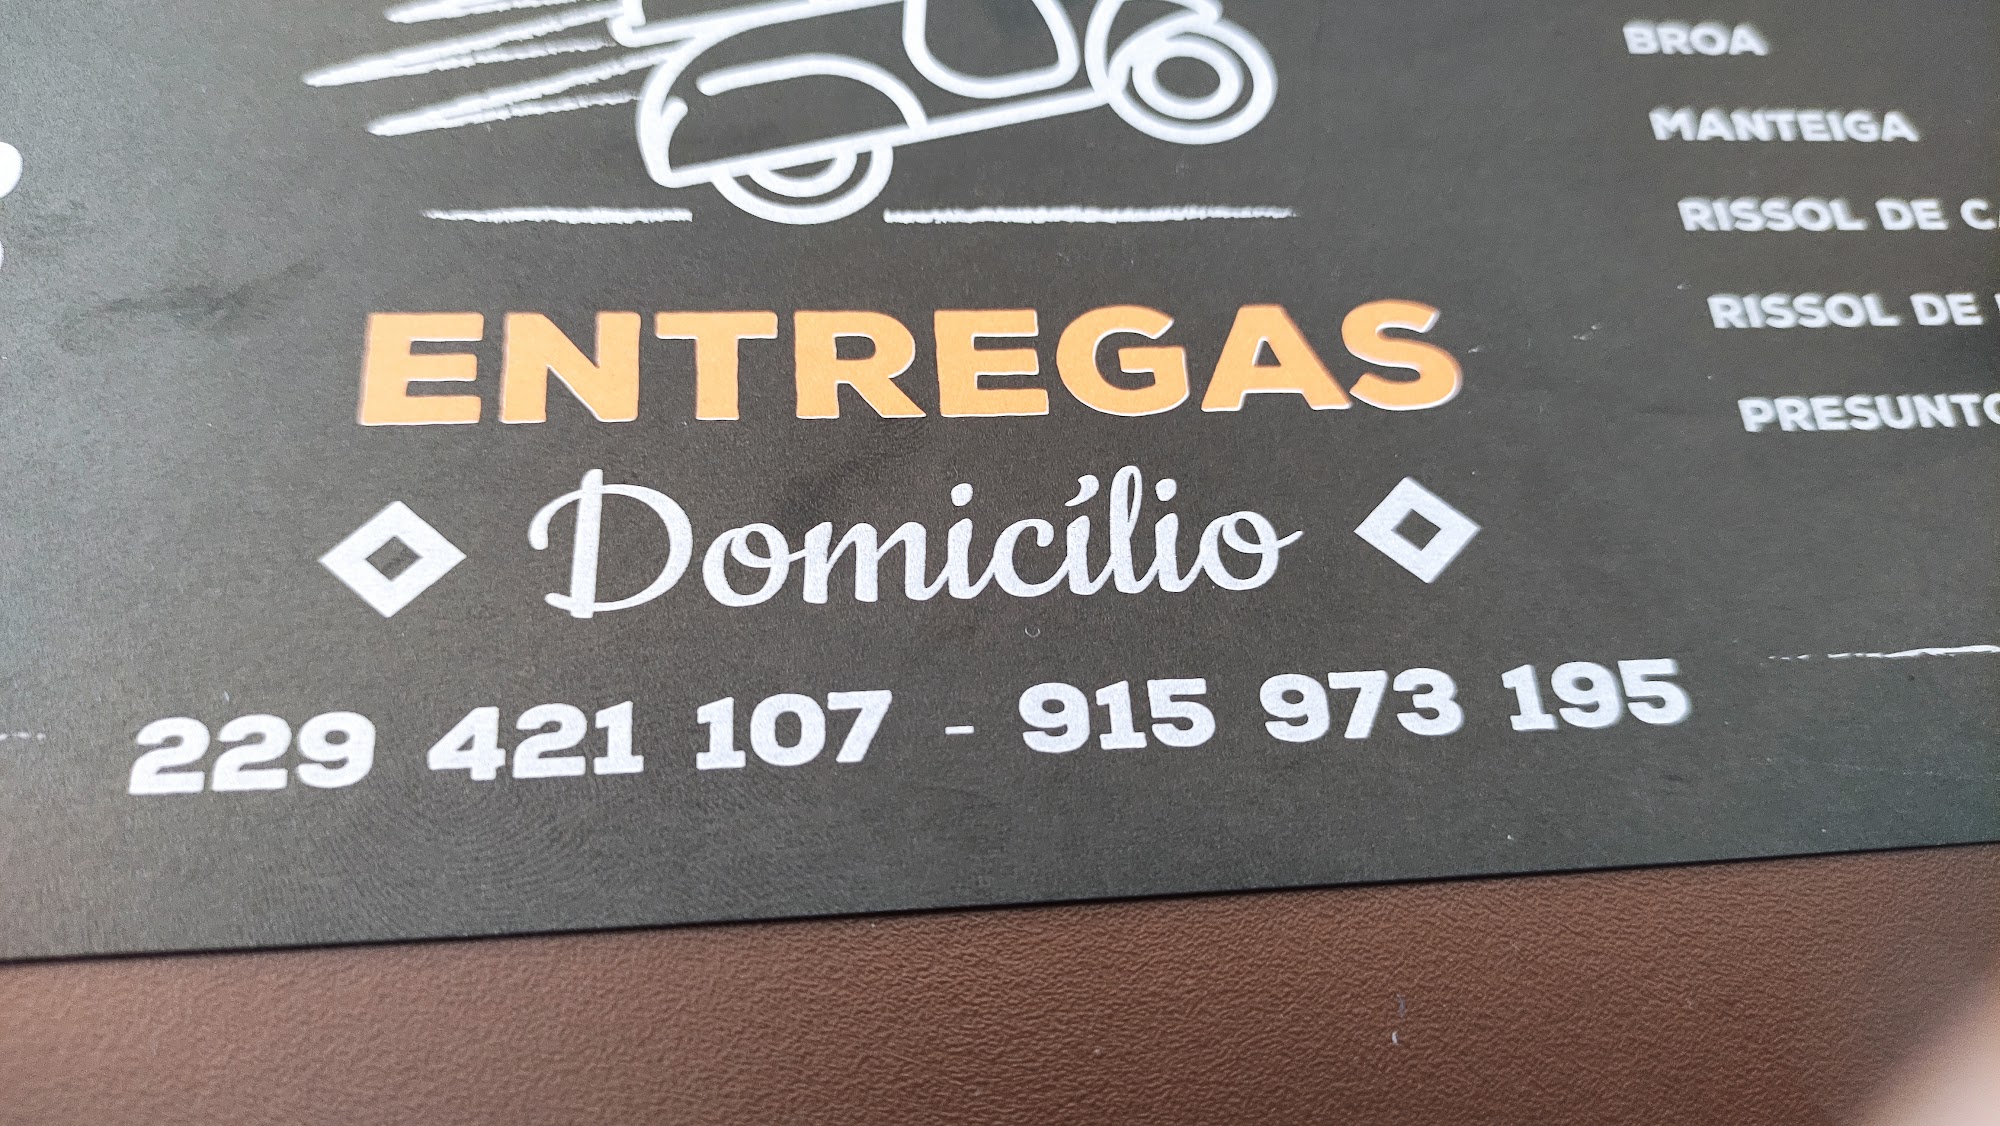 ENTREGAS
Domicílio
229 421 107 - 915 973 195
BROA
MANTEIGA
RISSOL DE
RISSOL DE
PRESUNTO